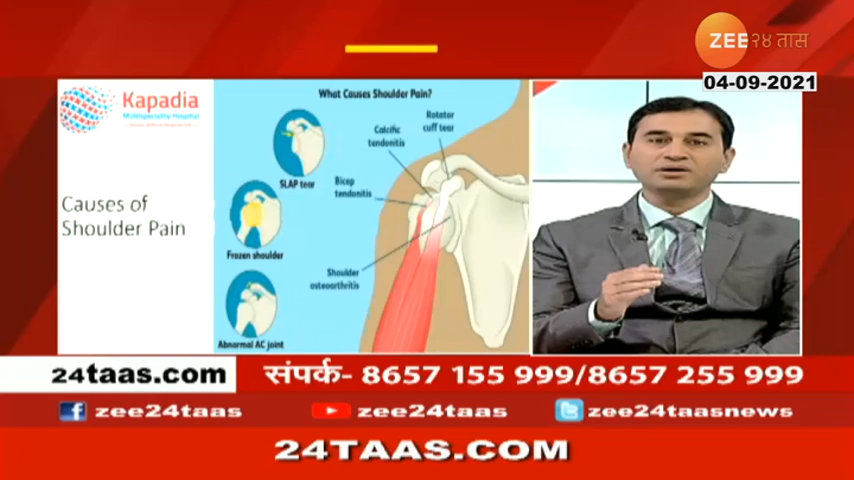 ZEE २४ तास
04-09-2021
Kapadia
Multispeciality Hospital
Causes of
Shoulder Pain
What Causes Shoulder Pain?
Rotator
cuff tear
Calcific
tendonitis
SLAP tear
Bicep
tendonitis
Frozen shoulder
Shoulder
osteoarthritis
Abnormal AC joint
24taas.com
संपर्क- 8657 155 999/8657 255 999
zee24taas
zee24taas
zee24taasnews
24TAAS.COM